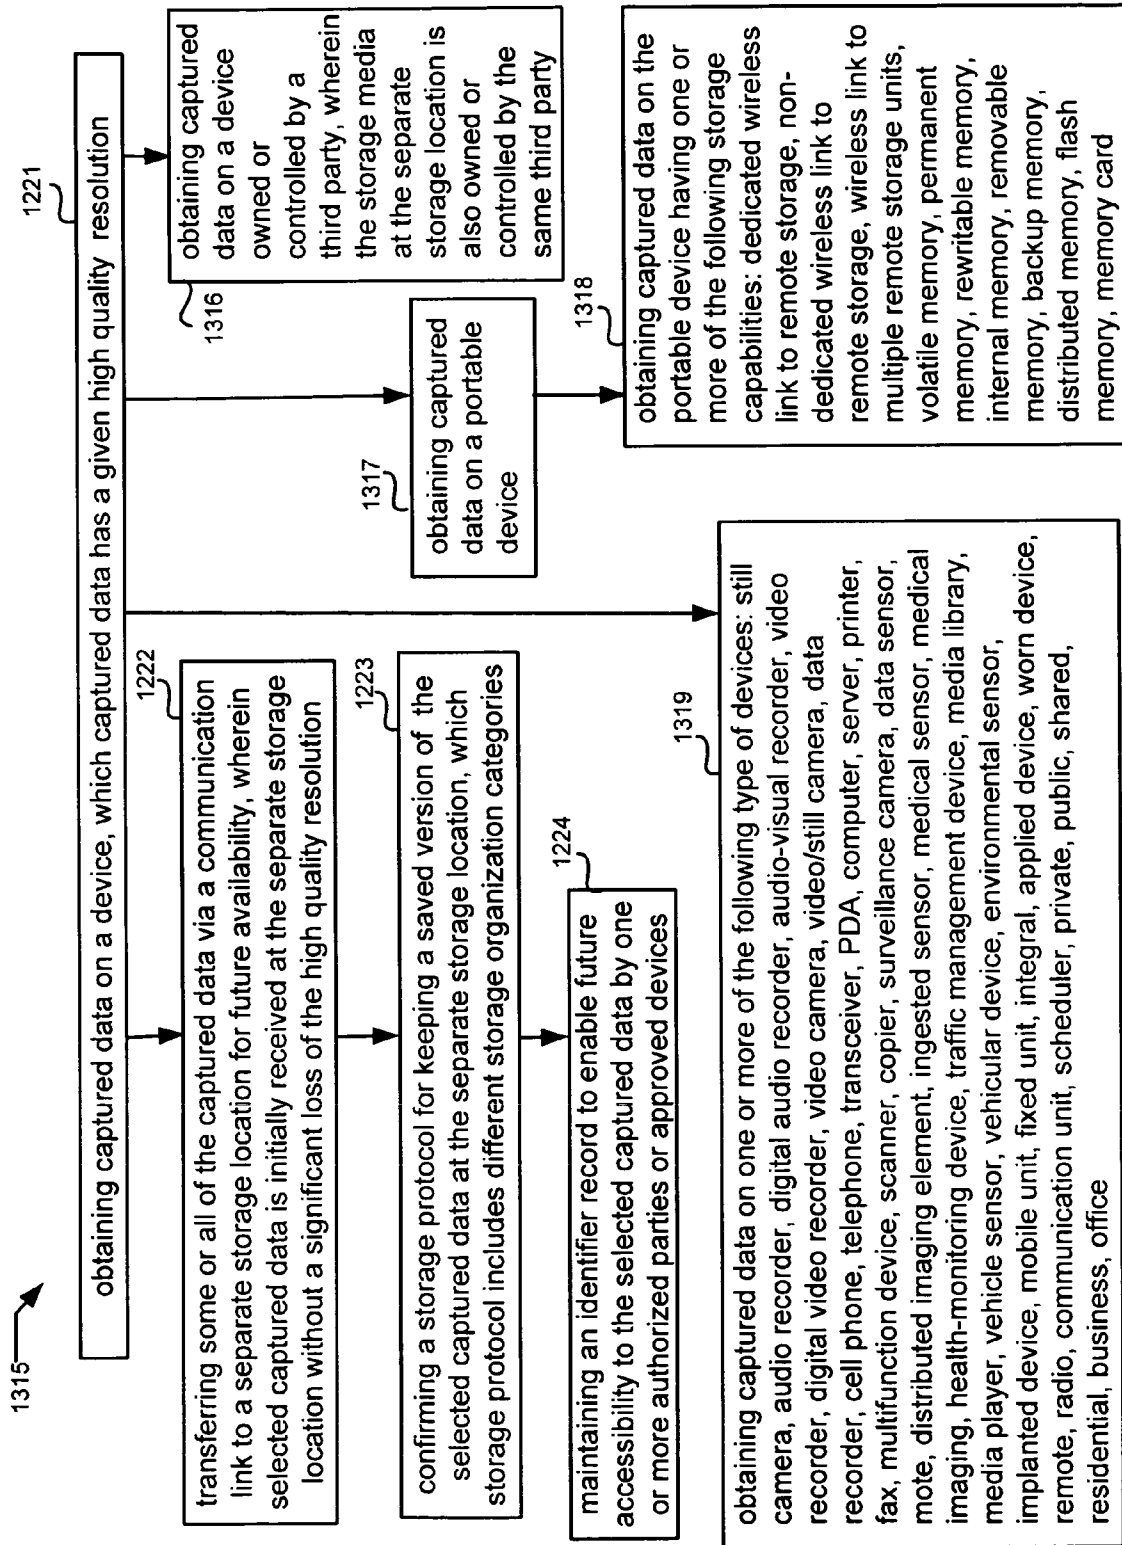 1315
1221
obtaining captured data on a device, which captured data has a given high quality resolution
1222
transferring some or all of the captured data via a communication
link to a separate storage location for future availability, wherein
selected captured data is initially received at the separate storage
location without a significant loss of the high quality resolution
1223
confirming a storage protocol for keeping a saved version of the
selected captured data at the separate storage location, which
storage protocol includes different storage organization categories
1224
maintaining an identifier record to enable future
accessibility to the selected captured data by one
or more authorized parties or approved devices
1316
obtaining captured
data on a device
owned or
controlled by a
third party, wherein
the storage media
at the separate
storage location is
also owned or
controlled by the
same third party
1317
obtaining captured
data on a portable
device
1318
obtaining captured data on the
portable device having one or
more of the following storage
capabilities: dedicated wireless
link to remote storage, non-
dedicated wireless link to
remote storage, wireless link to
multiple remote storage units,
volatile memory, permanent
memory, rewritable memory,
internal memory, removable
memory, backup memory,
distributed memory, flash
memory, memory card
1319
obtaining captured data on one or more of the following type of devices: still
camera, audio recorder, digital audio recorder, audio-visual recorder, video
recorder, digital video recorder, video camera, video/still camera, data
recorder, cell phone, telephone, transceiver, PDA, computer, server, printer,
fax, multifunction device, scanner, copier, surveillance camera, data sensor,
mote, distributed imaging element, ingested sensor, medical sensor, medical
imaging, health-monitoring device, traffic management device, media library,
media player, vehicle sensor, vehicular device, environmental sensor,
implanted device, mobile unit, fixed unit, integral, applied device, worn device,
remote, radio, communication unit, scheduler, private, public, shared,
residential, business, office